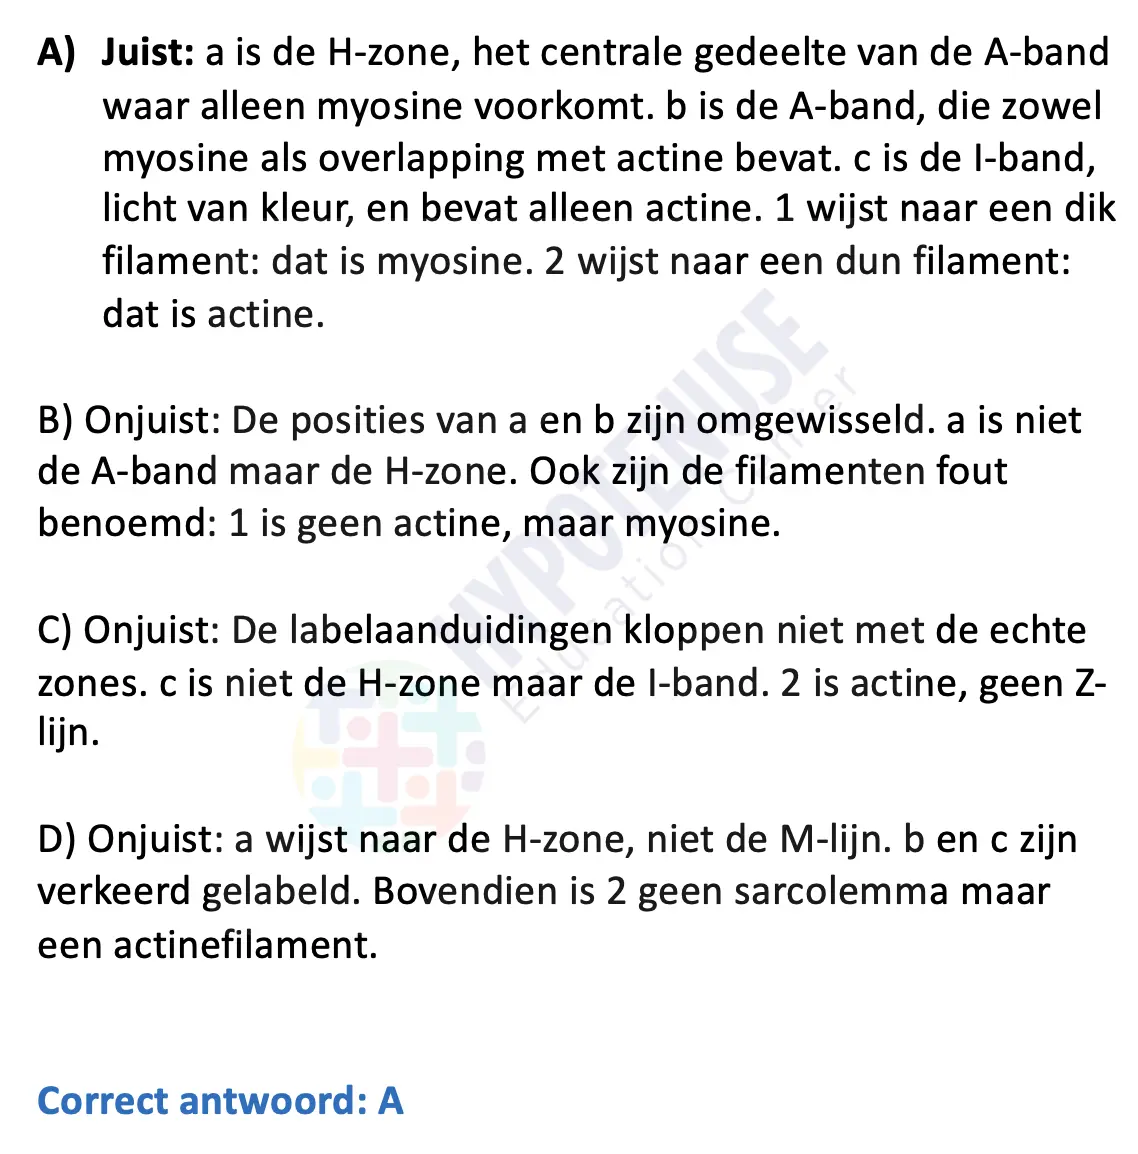 A) Juist: a is de H-zone, het centrale gedeelte van de A-band
waar alleen myosine voorkomt. b is de A-band, die zowel
myosine als overlapping met actine bevat. c is de I-band,
licht van kleur, en bevat alleen actine. 1 wijst naar een dik
filament: dat is myosine. 2 wijst naar een dun filament:
dat is actine.
B) Onjuist: De posities van a en b zijn omgewisseld. a is niet
de A-band maar de H-zone. Ook zijn de filamenten fout
benoemd: 1 is geen actine, maar myosine.
C) Onjuist: De labelaanduidingen kloppen niet met de echte
zones. c is niet de H-zone maar de I-band. 2 is actine, geen Z-
lijn.
D) Onjuist: a wijst naar de H-zone, niet de M-lijn. b en c zijn
verkeerd gelabeld. Bovendien is 2 geen sarcolemma maar
een actinefilament.
Correct antwoord: A
HYPOTENUSE
Education Center